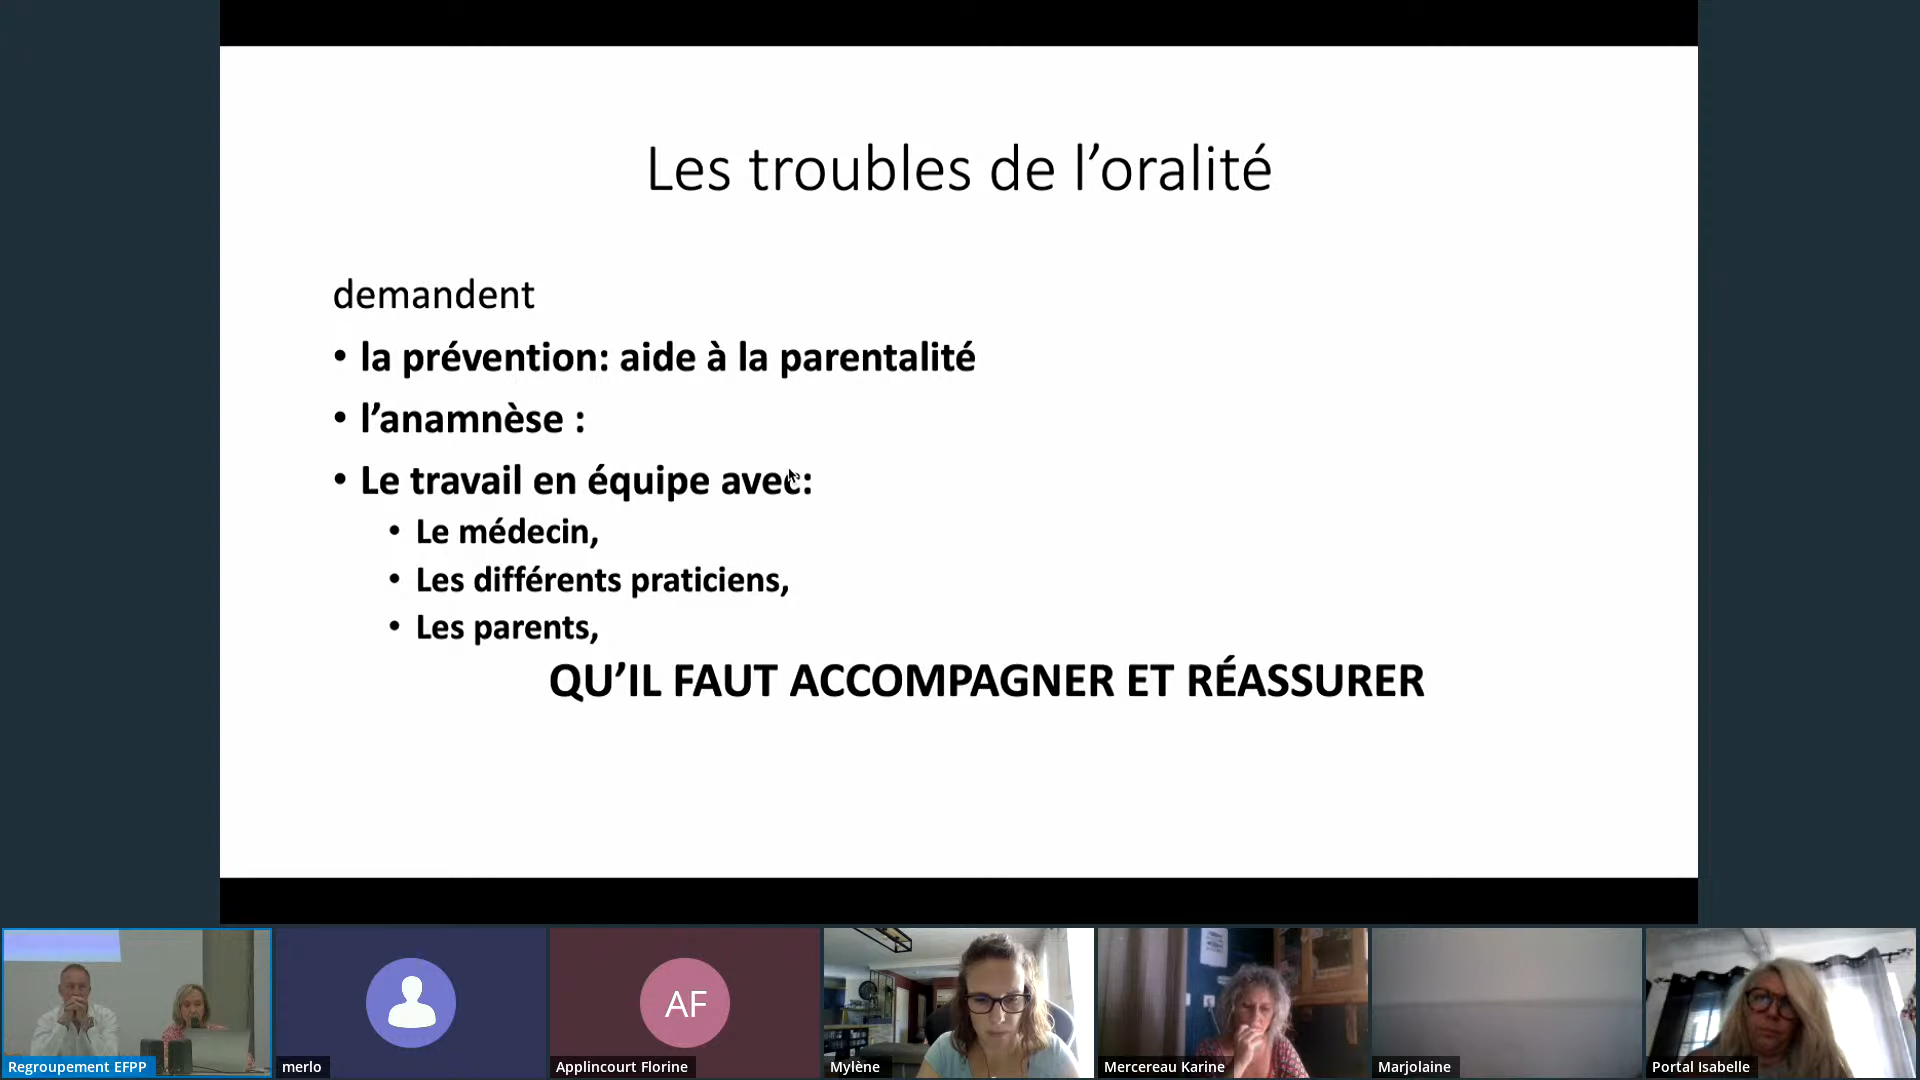 Les troubles de l’oralité
demandent
• la prévention: aide à la parentalité
• l’anamnèse :
• Le travail en équipe avec:
• Le médecin,
• Les différents praticiens,
• Les parents,
QU’IL FAUT ACCOMPAGNER ET RÉASSURER
AF
Regroupement EFPP
merlo
Applincourt Florine
Mylène
Mercereau Karine
Marjolaine
Portal Isabelle